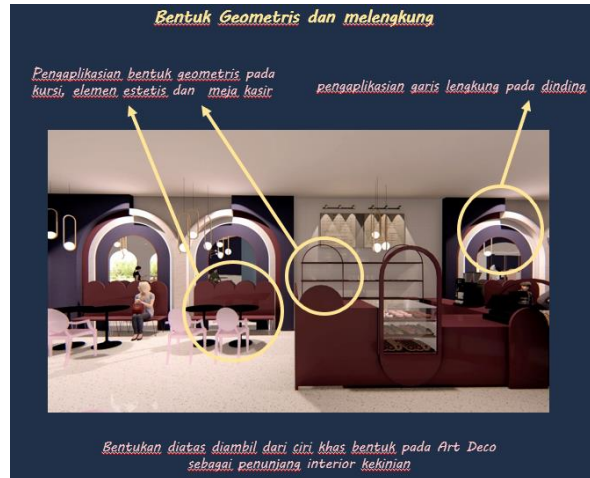 Bentuk Geometris dan melengkung
Pengaplikasian bentuk geometris pada
kursi, elemen estetis dan meja kasir
pengaplikasian garis lengkung pada dinding
Bentukan diatas diambil dari ciri khas bentuk pada Art Deco
sebagai penunjang interior kekinian